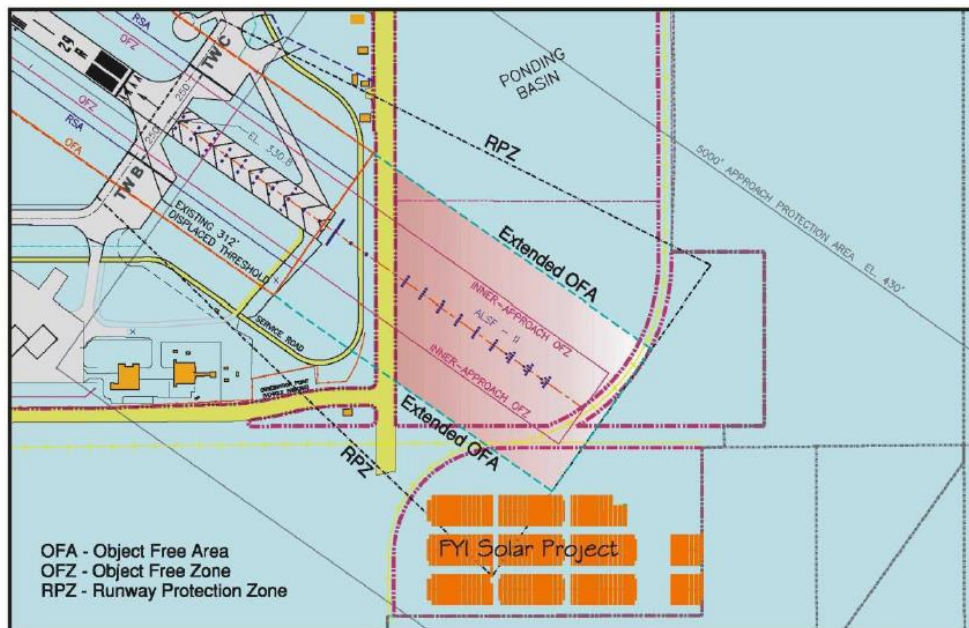 RSA
OFZ
29
R
TW C
250
250
EL. 330.8
RSA
OFZ
RSA
OFA
TW B
EXISTING 312'
DISPLACED THRESHOLD
SERVICE ROAD
PONDING
BASIN
RPZ
5000' APPROACH PROTECTION AREA EL. 430'
Extended OFA
INNER-APPROACH OFZ
ALSF - II
INNER-APPROACH OFZ
Extended OFA
RPZ
FYI Solar Project
OFA - Object Free Area
OFZ - Object Free Zone
RPZ - Runway Protection Zone